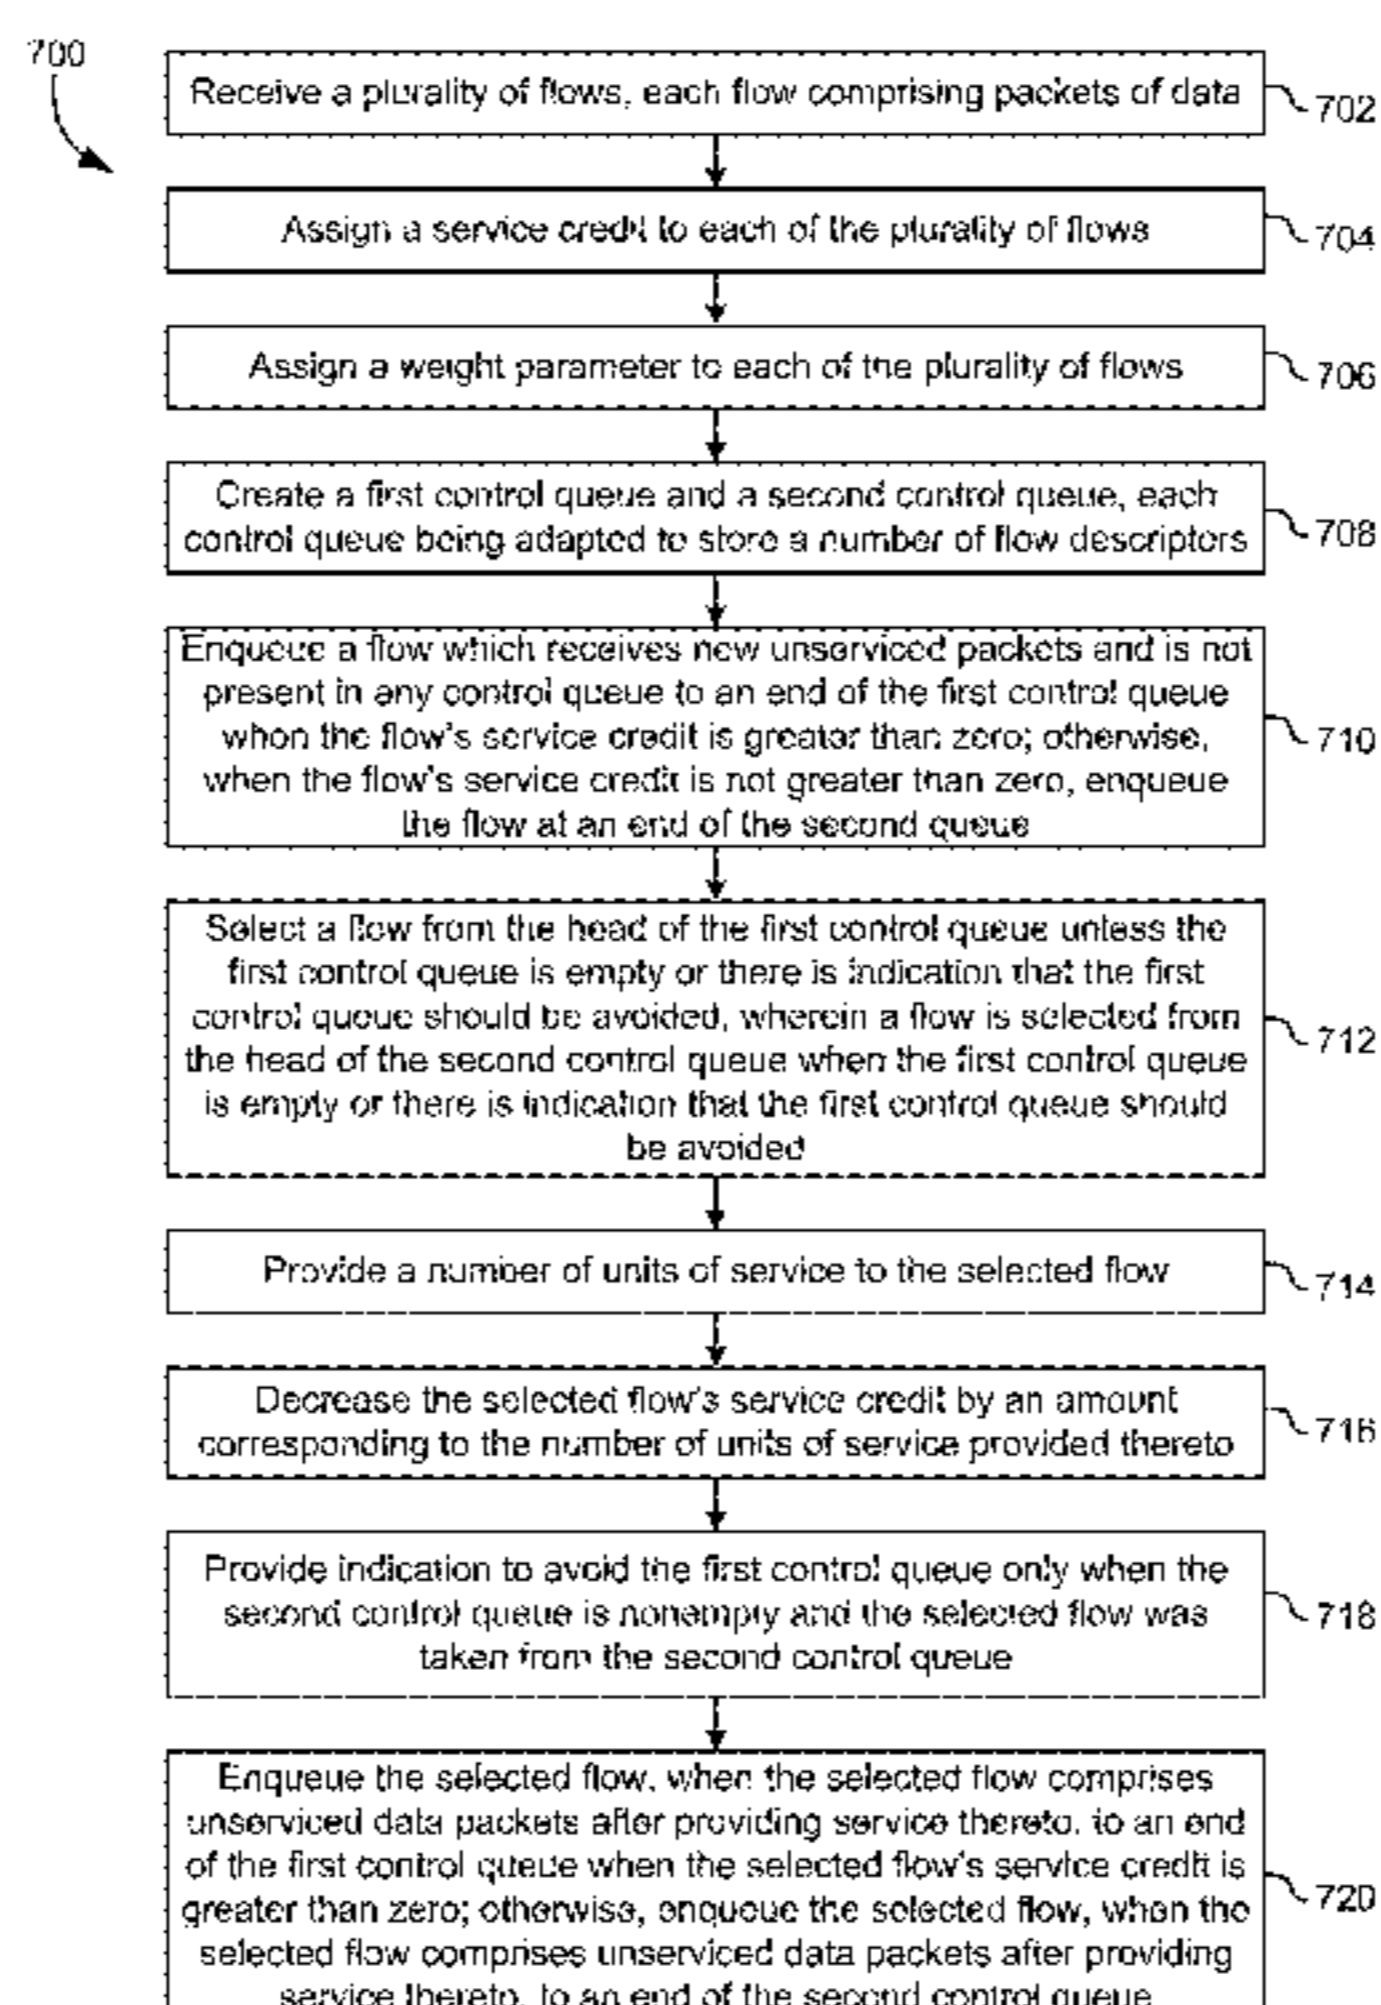 700
Receive a plurality of flows, each flow comprising packets of data
702
Assign a service credit to each of the plurality of flows
704
Assign a weight parameter to each of the plurality of flows
706
Create a first control queue and a second control queue, each
control queue being adapted to store a number of flow descriptors
708
Enqueue a flow which receives new unserviced packets and is not
present in any control queue to an end of the first control queue
when the flow's service credit is greater than zero; otherwise,
when the flow's service credit is not greater than zero, enqueue
the flow at an end of the second queue
710
Select a flow from the head of the first control queue unless the
first control queue is empty or there is indication that the first
control queue should be avoided, wherein a flow is selected from
the head of the second control queue when the first control queue
is empty or there is indication that the first control queue should
be avoided
712
Provide a number of units of service to the selected flow
714
Decrease the selected flow's service credit by an amount
corresponding to the number of units of service provided thereto
716
Provide indication to avoid the first control queue only when the
second control queue is nonempty and the selected flow was
taken from the second control queue
718
Enqueue the selected flow, when the selected flow comprises
unserviced data packets after providing service thereto, to an end
of the first control queue when the selected flow's service credit is
greater than zero; otherwise, enqueue the selected flow, when the
selected flow comprises unserviced data packets after providing
service thereto, to an end of the second control queue
720